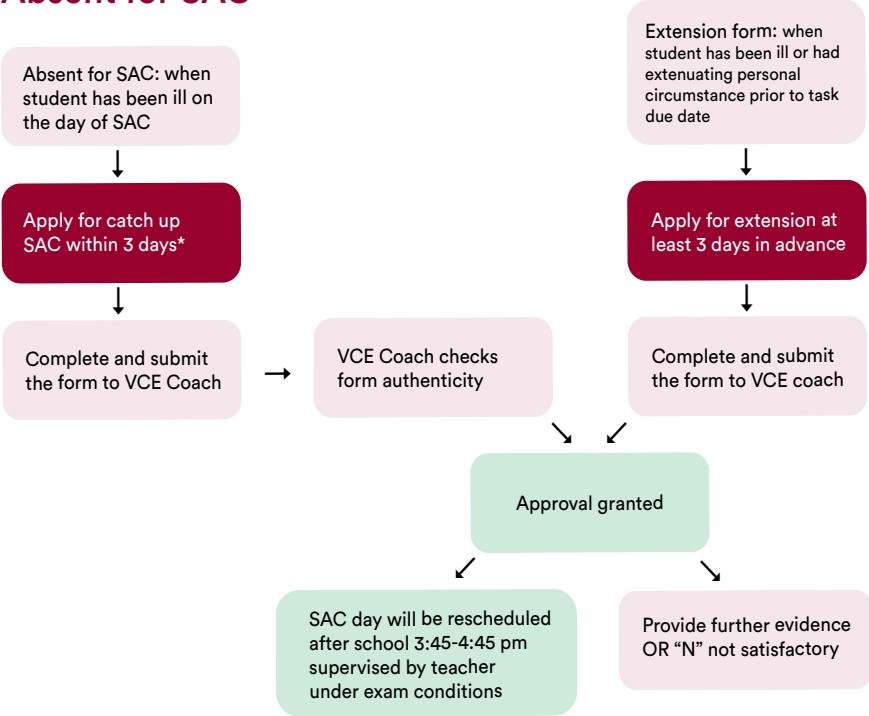 Absent for SAC
Absent for SAC: when
student has been ill on
the day of SAC
Apply for catch up
SAC within 3 days*
Complete and submit
the form to VCE Coach
VCE Coach checks
form authenticity
Extension form: when
student has been ill or had
extenuating personal
circumstance prior to task
due date
Apply for extension at
least 3 days in advance
Complete and submit
the form to VCE coach
Approval granted
SAC day will be rescheduled
after school 3:45-4:45 pm
supervised by teacher
under exam conditions
Provide further evidence
OR “N” not satisfactory